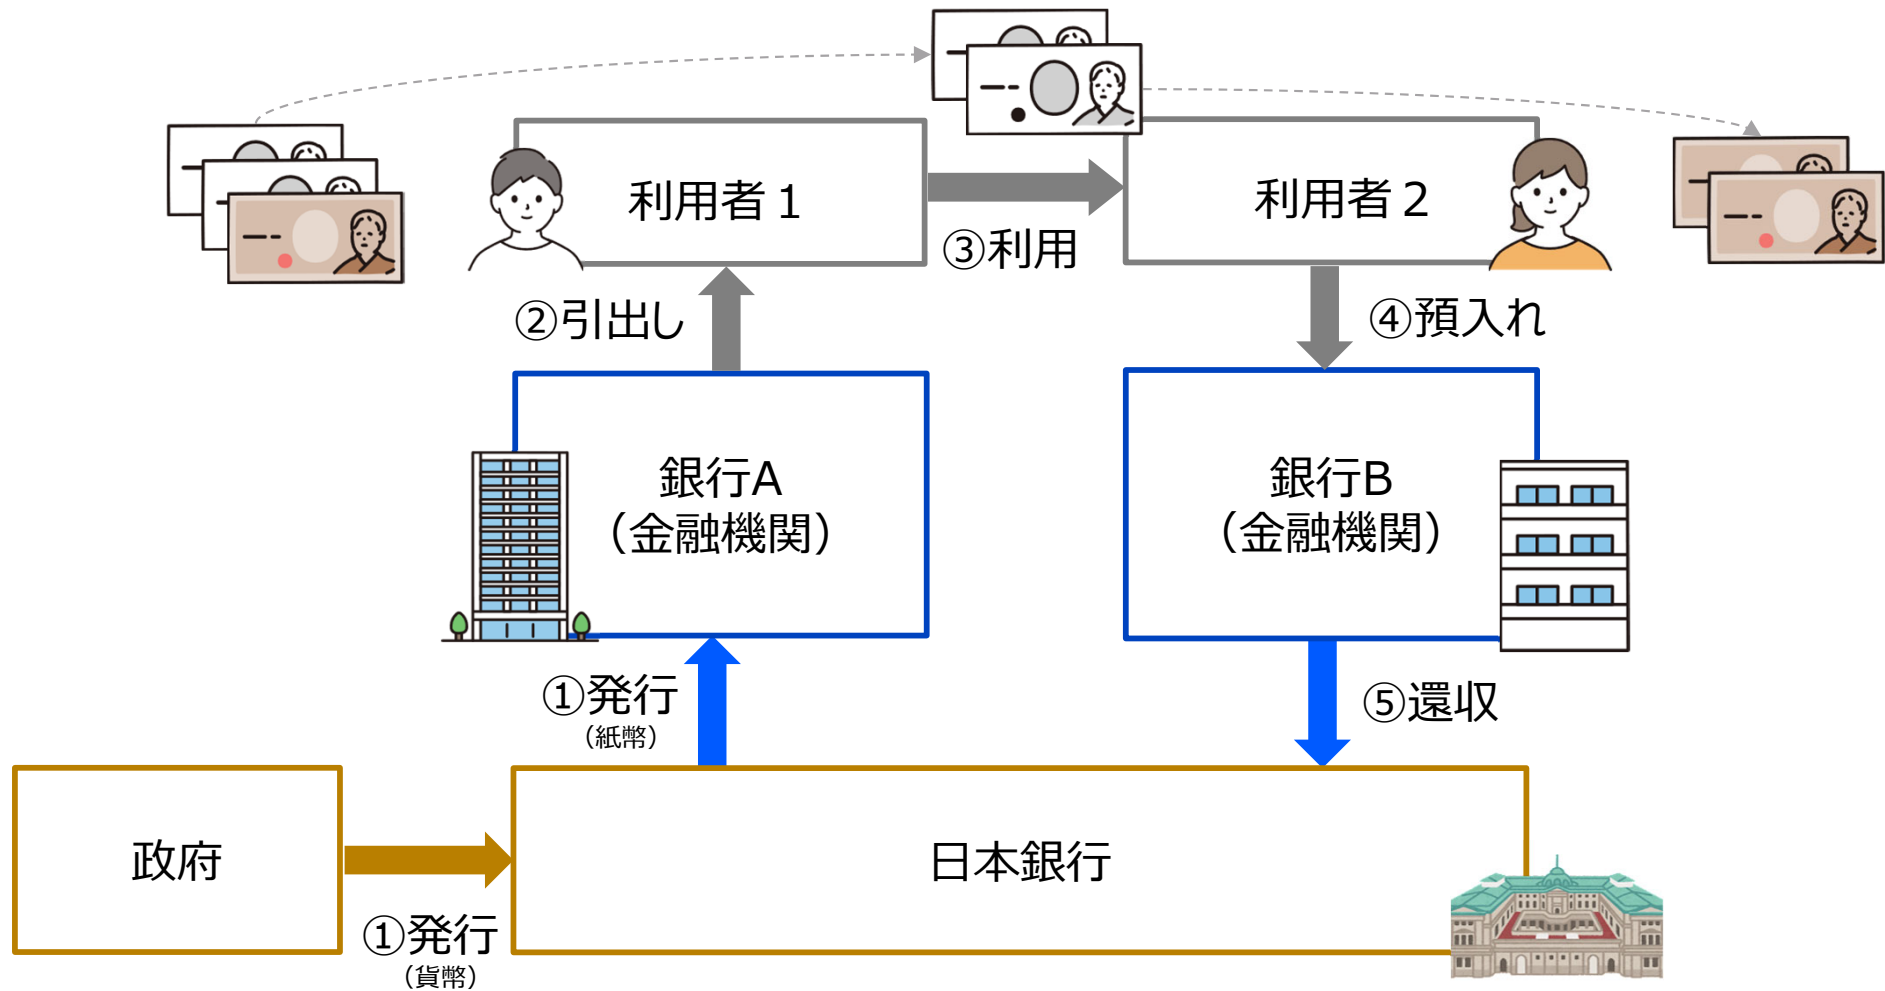 利用者１
利用者２
③利用
②引出し
④預入れ
銀行A
（金融機関）
銀行B
（金融機関）
①発行
（紙幣）
⑤還収
政府
日本銀行
①発行
（貨幣）